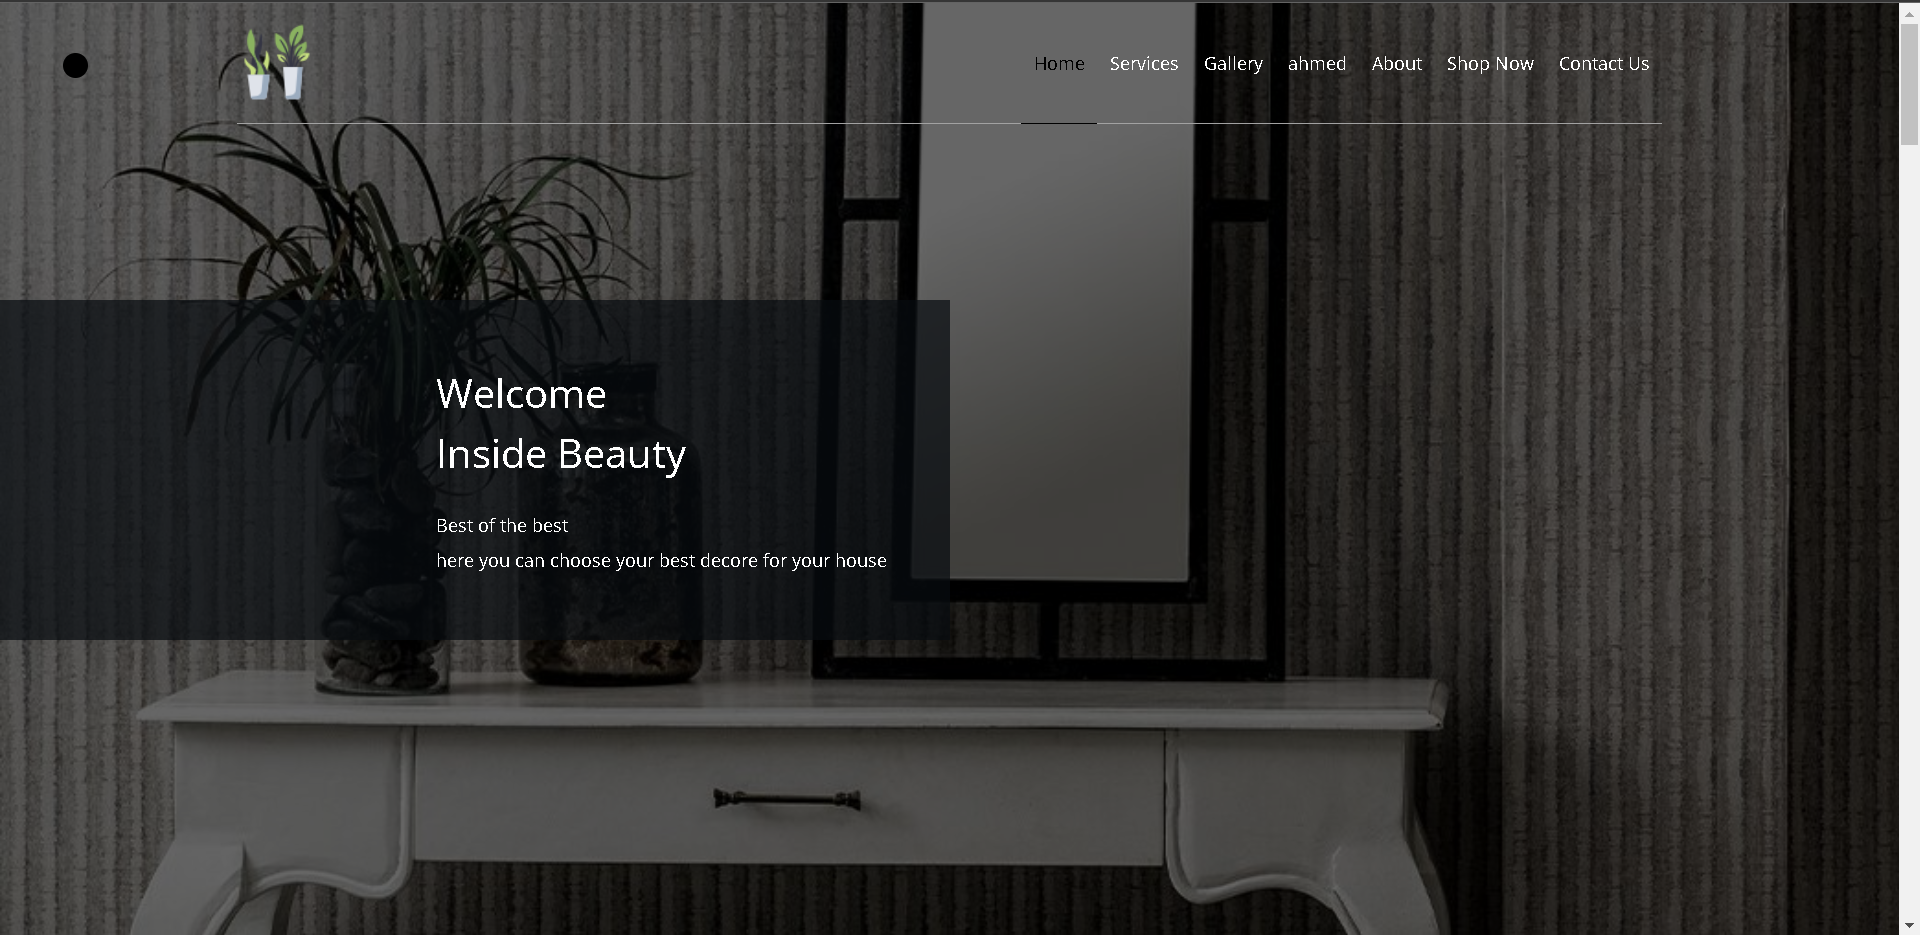 Home Services Gallery ahmed About Shop Now Contact Us
Welcome
Inside Beauty
Best of the best
here you can choose your best decore for your house